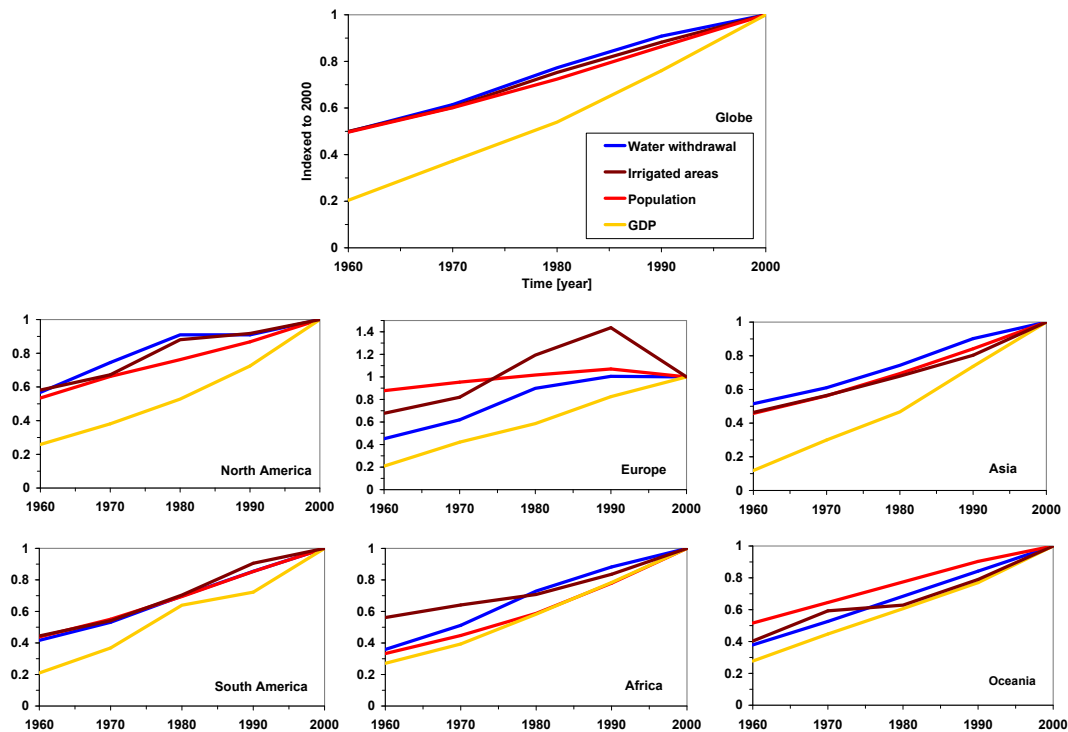 1
0.8
0.6
0.4
0.2
0
Indexed to 2000
Globe
Water withdrawal
Irrigated areas
Population
GDP
1960 1970 1980 1990 2000
Time [year]
1
0.8
0.6
0.4
0.2
0
North America
1960 1970 1980 1990 2000
1.4
1.2
1
0.8
0.6
0.4
0.2
0
Europe
1960 1970 1980 1990 2000
1
0.8
0.6
0.4
0.2
0
Asia
1960 1970 1980 1990 2000
1
0.8
0.6
0.4
0.2
0
South America
1960 1970 1980 1990 2000
1
0.8
0.6
0.4
0.2
0
Africa
1960 1970 1980 1990 2000
1
0.8
0.6
0.4
0.2
0
Oceania
1960 1970 1980 1990 2000